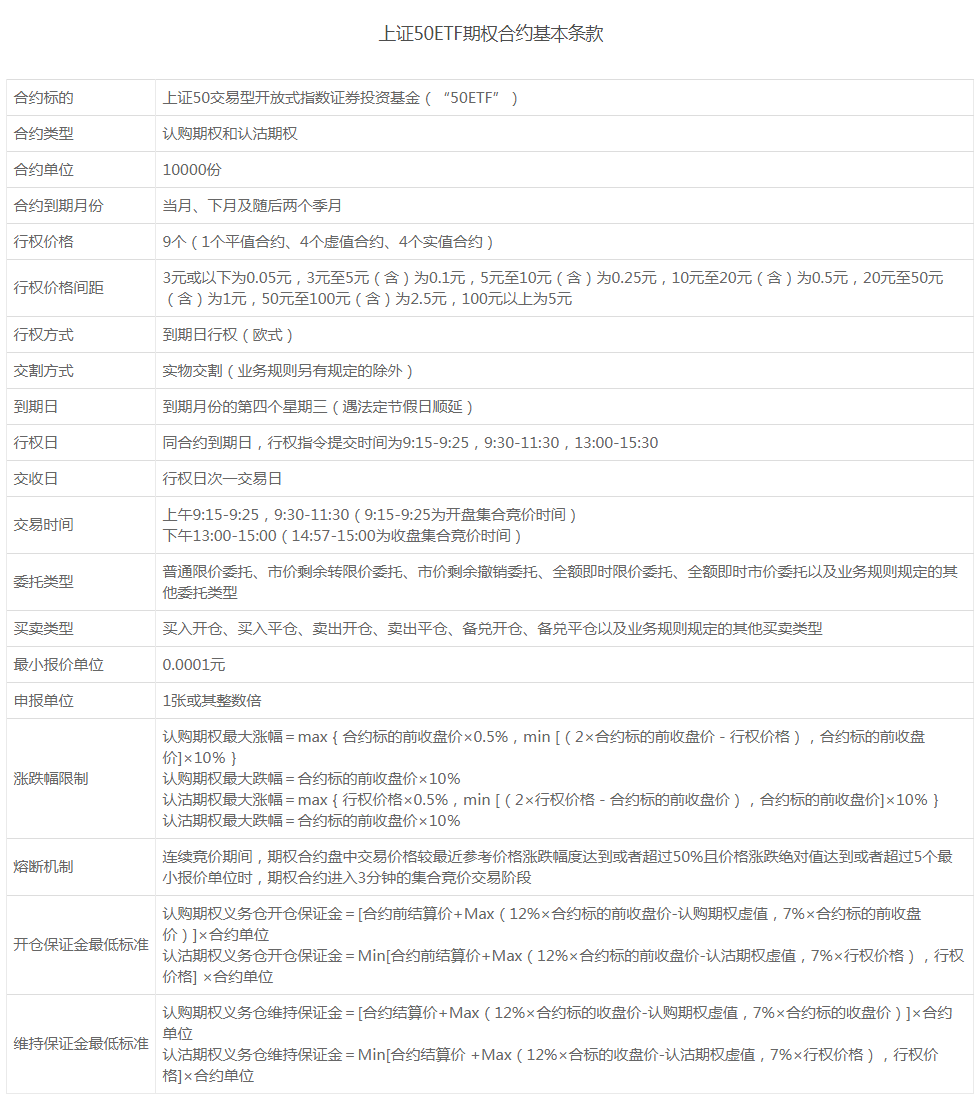 上证50ETF期权合约基本条款
合约标的
上证50交易型开放式指数证券投资基金（“50ETF”）
合约类型
认购期权和认沽期权
合约单位
10000份
合约到期月份
当月、下月及随后两个季月
行权价格
9个（1个平值合约、4个虚值合约、4个实值合约）
行权价格间距
3元或以下为0.05元，3元至5元（含）为0.1元，5元至10元（含）为0.25元，10元至20元（含）为0.5元，20元至50元
（含）为1元，50元至100元（含）为2.5元，100元以上为5元
行权方式
到期日行权（欧式）
交割方式
实物交割（业务规则另有规定的除外）
到期日
到期月份的第四个星期三（遇法定节假日顺延）
行权日
同合约到期日，行权指令提交时间为9:15-9:25，9:30-11:30，13:00-15:30
交收日
行权日次一交易日
交易时间
上午9:15-9:25，9:30-11:30（9:15-9:25为开盘集合竞价时间）
下午13:00-15:00（14:57-15:00为收盘集合竞价时间）
委托类型
普通限价委托、市价剩余转限价委托、市价剩余撤销委托、全额即时限价委托、全额即时市价委托以及业务规则规定的其
他委托类型
买卖类型
买入开仓、买入平仓、卖出开仓、卖出平仓、备兑开仓、备兑平仓以及业务规则规定的其他买卖类型
最小报价单位
0.0001元
申报单位
1张或其整数倍
涨跌幅限制
认购期权最大涨幅＝max｛合约标的前收盘价×0.5%，min [（2×合约标的前收盘价－行权价格），合约标的前收盘
价]×10%｝
认购期权最大跌幅＝合约标的前收盘价×10%
认沽期权最大涨幅＝max｛行权价格×0.5%，min [（2×行权价格－合约标的前收盘价），合约标的前收盘价]×10%｝
认沽期权最大跌幅＝合约标的前收盘价×10%
熔断机制
连续竞价期间，期权合约盘中交易价格较最近参考价格涨跌幅度达到或者超过50%且价格涨跌绝对值达到或者超过5个最
小报价单位时，期权合约进入3分钟的集合竞价交易阶段
开仓保证金最低标准
认购期权义务仓开仓保证金＝[合约前结算价+Max（12%×合约标的前收盘价-认购期权虚值，7%×合约标的前收盘
价）]×合约单位
认沽期权义务仓开仓保证金＝Min[合约前结算价+Max（12%×合约标的前收盘价-认沽期权虚值，7%×行权价格），行权
价格] ×合约单位
维持保证金最低标准
认购期权义务仓维持保证金＝[合约结算价+Max（12%×合约标的收盘价-认购期权虚值，7%×合约标的收盘价）]×合约
单位
认沽期权义务仓维持保证金＝Min[合约结算价 +Max（12%×合标的收盘价-认沽期权虚值，7%×行权价格），行权价
格]×合约单位